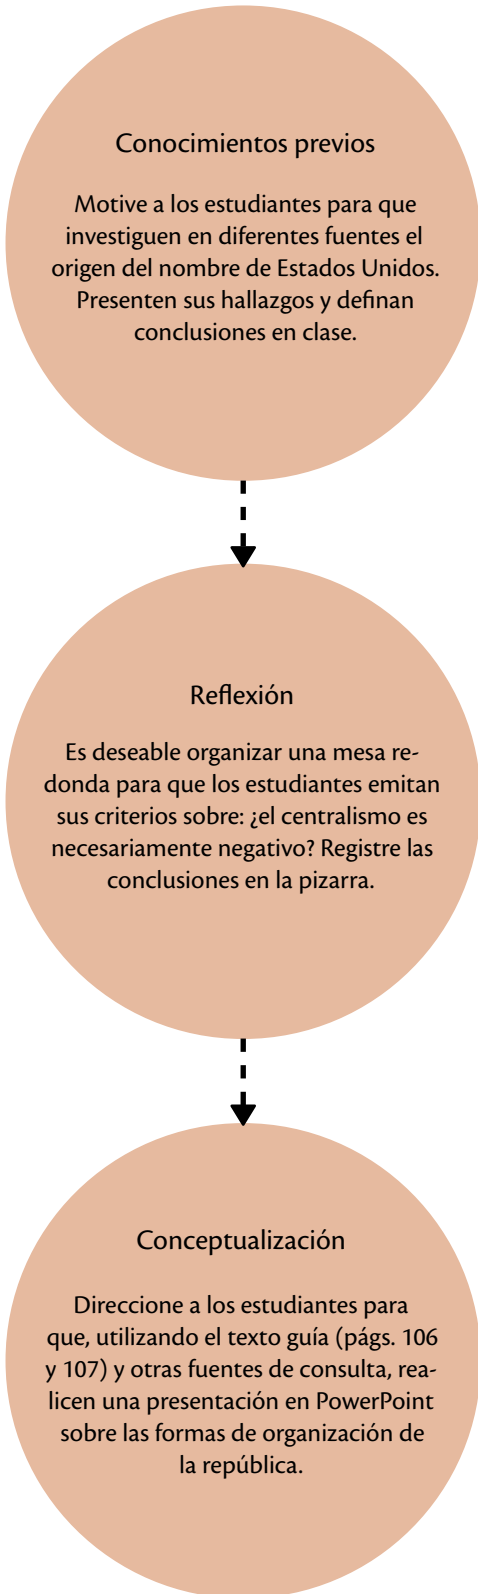 Conocimientos previos
Motive a los estudiantes para que
investiguen en diferentes fuentes el
origen del nombre de Estados Unidos.
Presenten sus hallazgos y definan
conclusiones en clase.
Reflexión
Es deseable organizar una mesa re-
donda para que los estudiantes emitan
sus criterios sobre: ¿el centralismo es
necesariamente negativo? Registre las
conclusiones en la pizarra.
Conceptualización
Direccione a los estudiantes para
que, utilizando el texto guía (págs. 106
y 107) y otras fuentes de consulta, rea-
licen una presentación en PowerPoint
sobre las formas de organización de
la república.